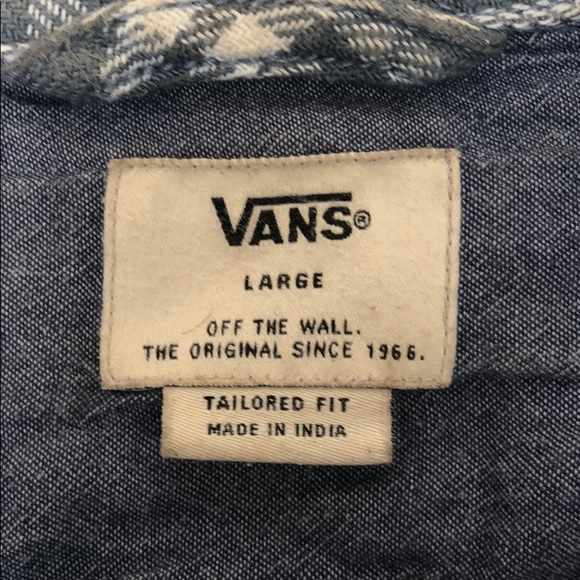 VANS®
LARGE
OFF THE WALL.
THE ORIGINAL SINCE 1966.
TAILORED FIT
MADE IN INDIA